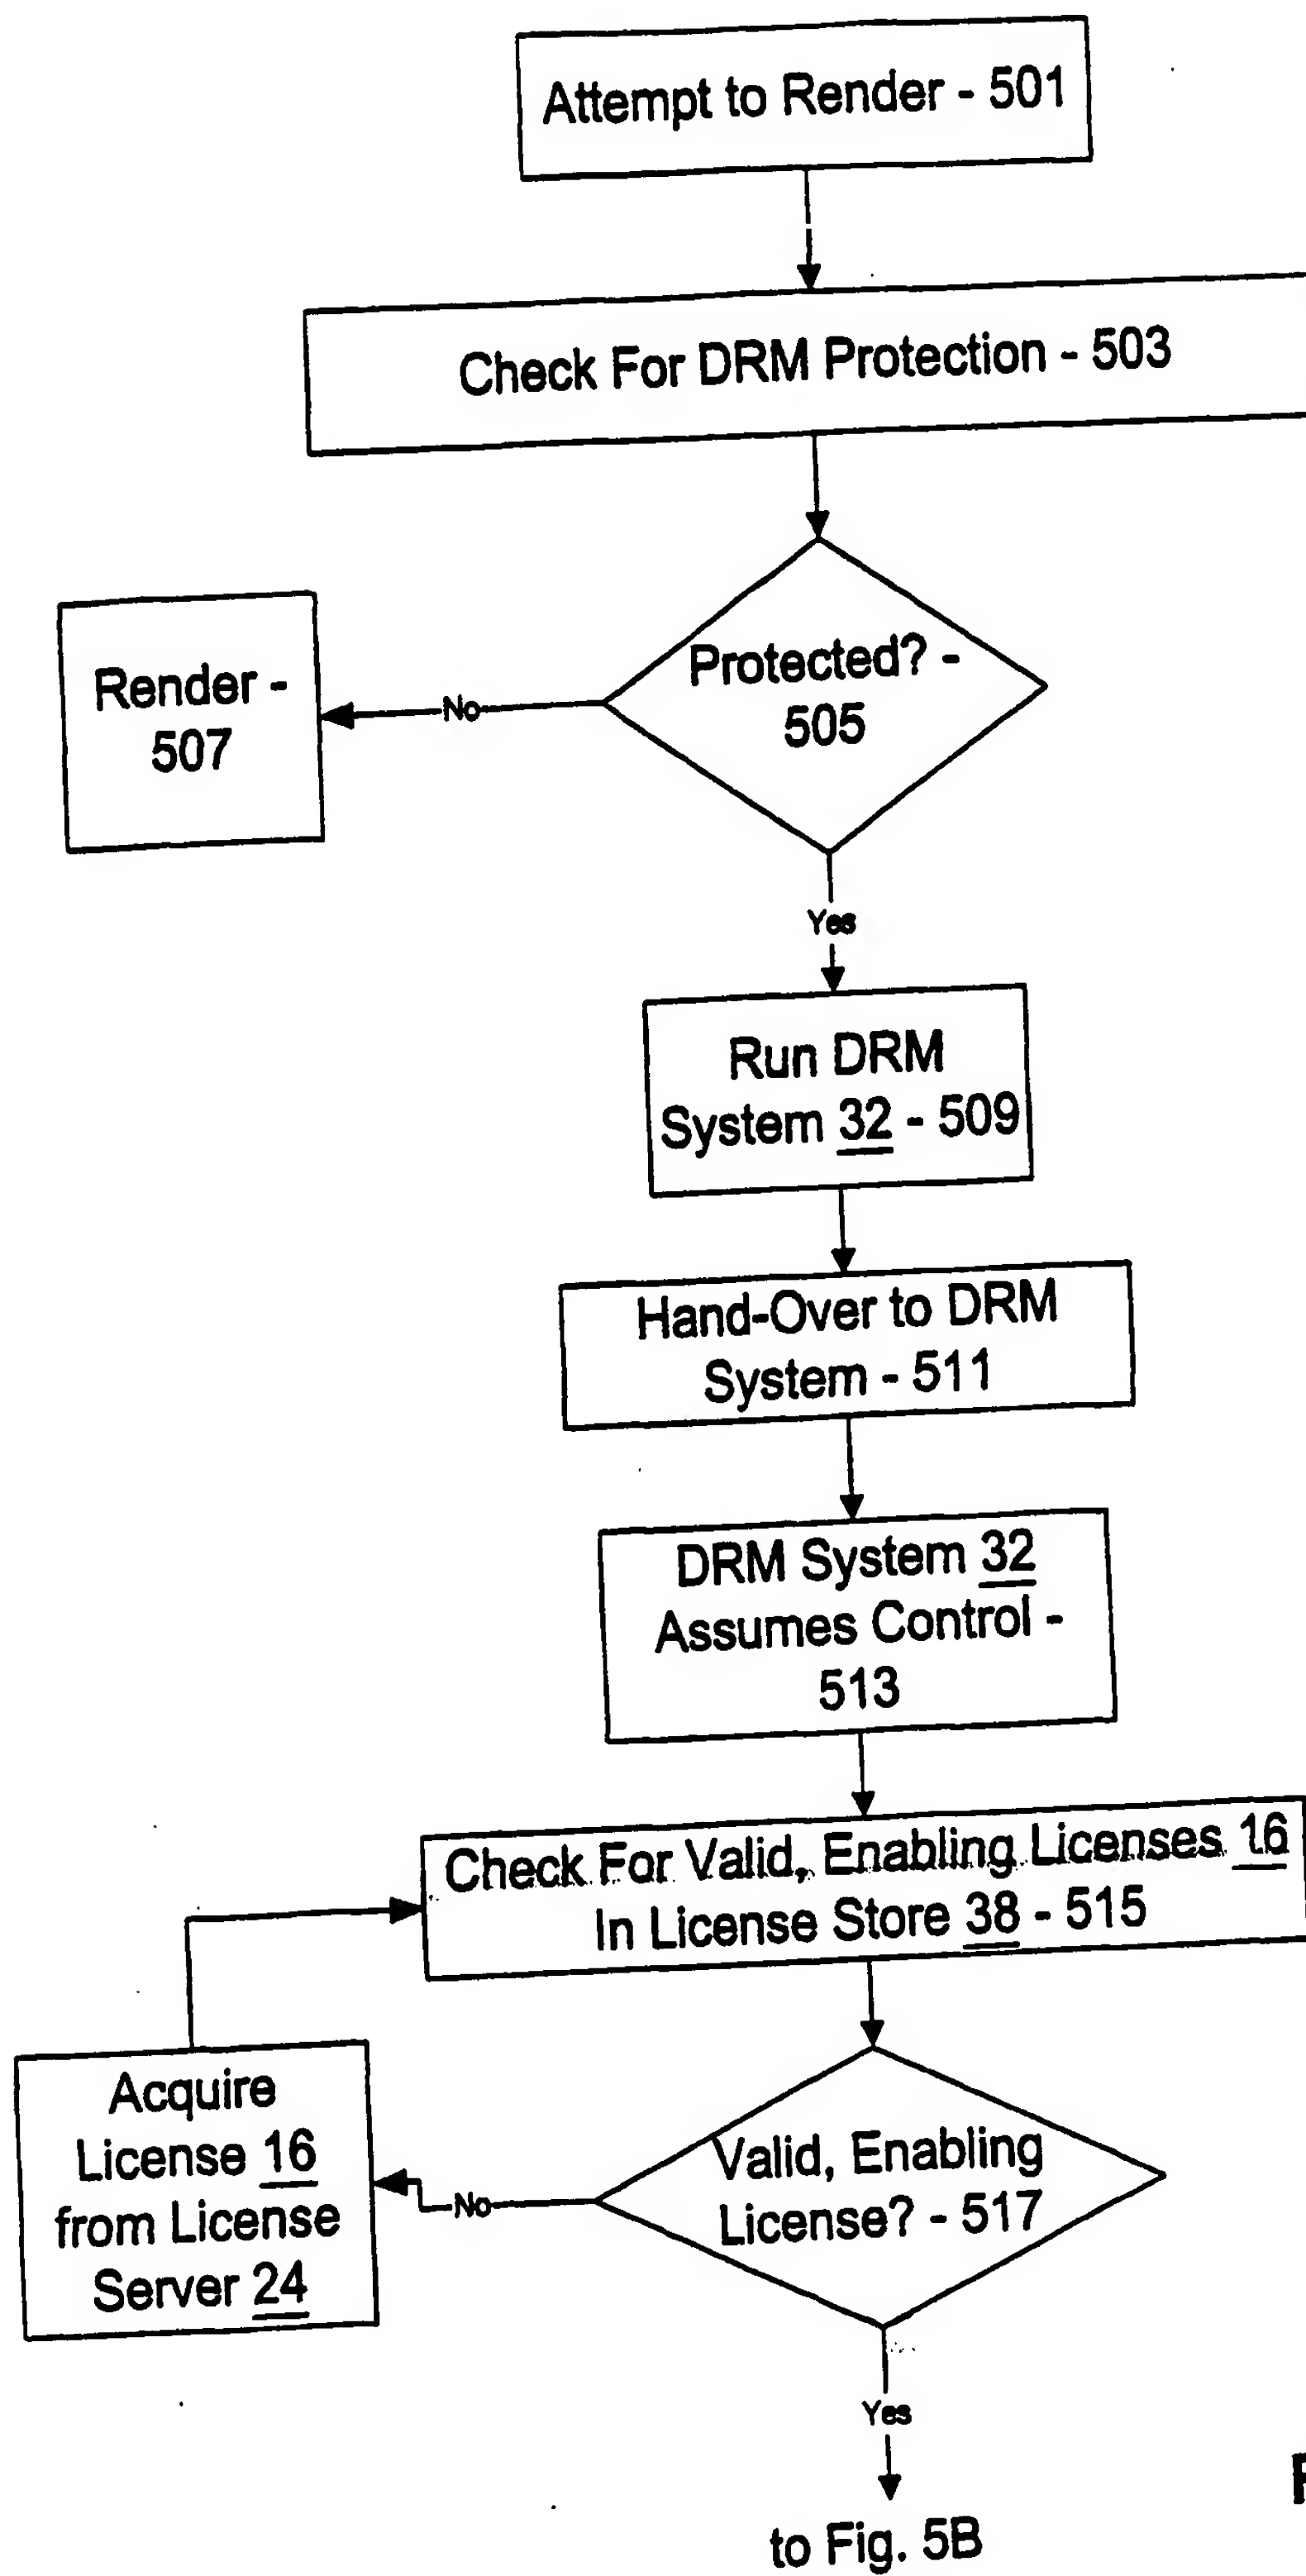 Attempt to Render - 501
Check For DRM Protection - 503
Protected? -
505
No
Render -
507
Yes
Run DRM
System 32 - 509
Hand-Over to DRM
System - 511
DRM System 32
Assumes Control -
513
Check For Valid, Enabling Licenses 16
In License Store 38 - 515
Valid, Enabling
License? - 517
No
Acquire
License 16
from License
Server 24
Yes
to Fig. 5B